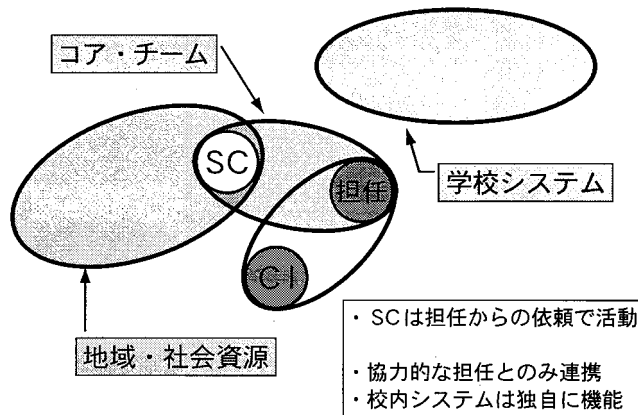 コア・チーム
SC
担任
学校システム
CI
地域・社会資源
・ SCは担任からの依頼で活動
・協力的な担任とのみ連携
・校内システムは独自に機能